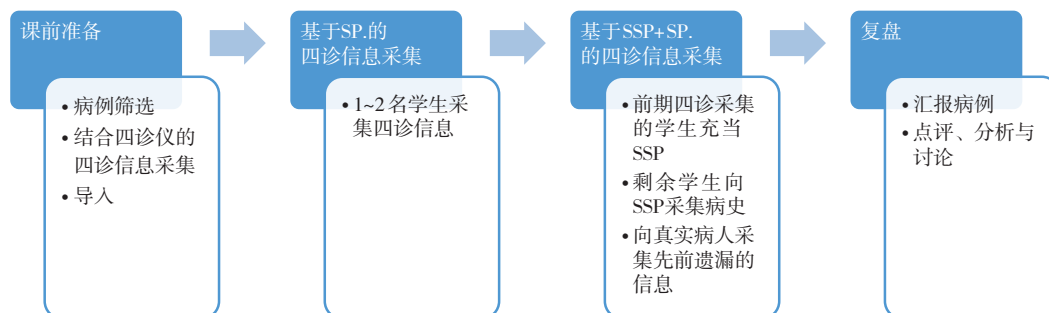 课前准备
• 病例筛选
• 结合四诊仪的
四诊信息采集
• 导入
基于SP.的
四诊信息采集
• 1~2 名学生采
集四诊信息
基于SSP+SP.
的四诊信息采集
• 前期四诊采集
的学生充当
SSP
• 剩余学生向
SSP采集病史
• 向真实病人采
集先前遗漏的
信息
复盘
• 汇报病例
• 点评、分析与
讨论